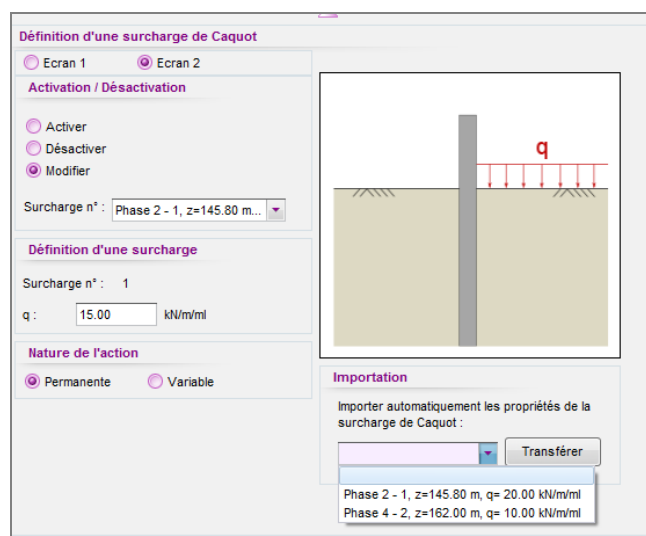 Définition d'une surcharge de Caquot
Ecran 1 Ecran 2
Activation / Désactivation
Activer
Désactiver
Modifier
Surcharge n° : Phase 2 - 1, z=145.80 m...
Définition d'une surcharge
Surcharge n° : 1
q : 15.00 kN/m/ml
Nature de l'action
Permanente Variable
q
Importation
Importer automatiquement les propriétés de la
surcharge de Caquot :
Transférer
Phase 2 - 1, z=145.80 m, q= 20.00 kN/m/ml
Phase 4 - 2, z=162.00 m, q= 10.00 kN/m/ml